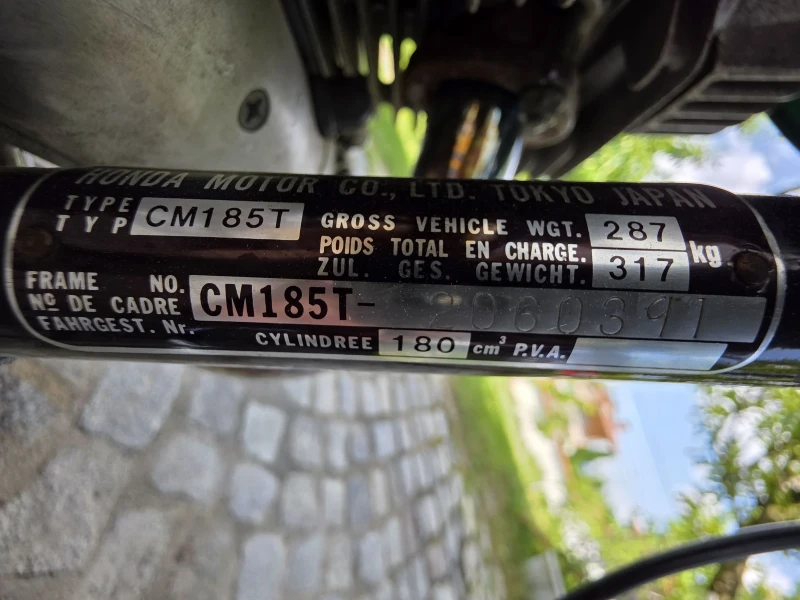 HONDA MOTOR CO., LTD. TOKYO JAPAN
TYPE
TYP CM185T
GROSS VEHICLE WGT. 287
POIDS TOTAL EN CHARGE.
ZUL. GES. GEWICHT. 317 kg
FRAME NO.
Nº DE CADRE CM185T-
FAHRGEST. Nr.
CYLINDREE 180 cm³ P.V.A.